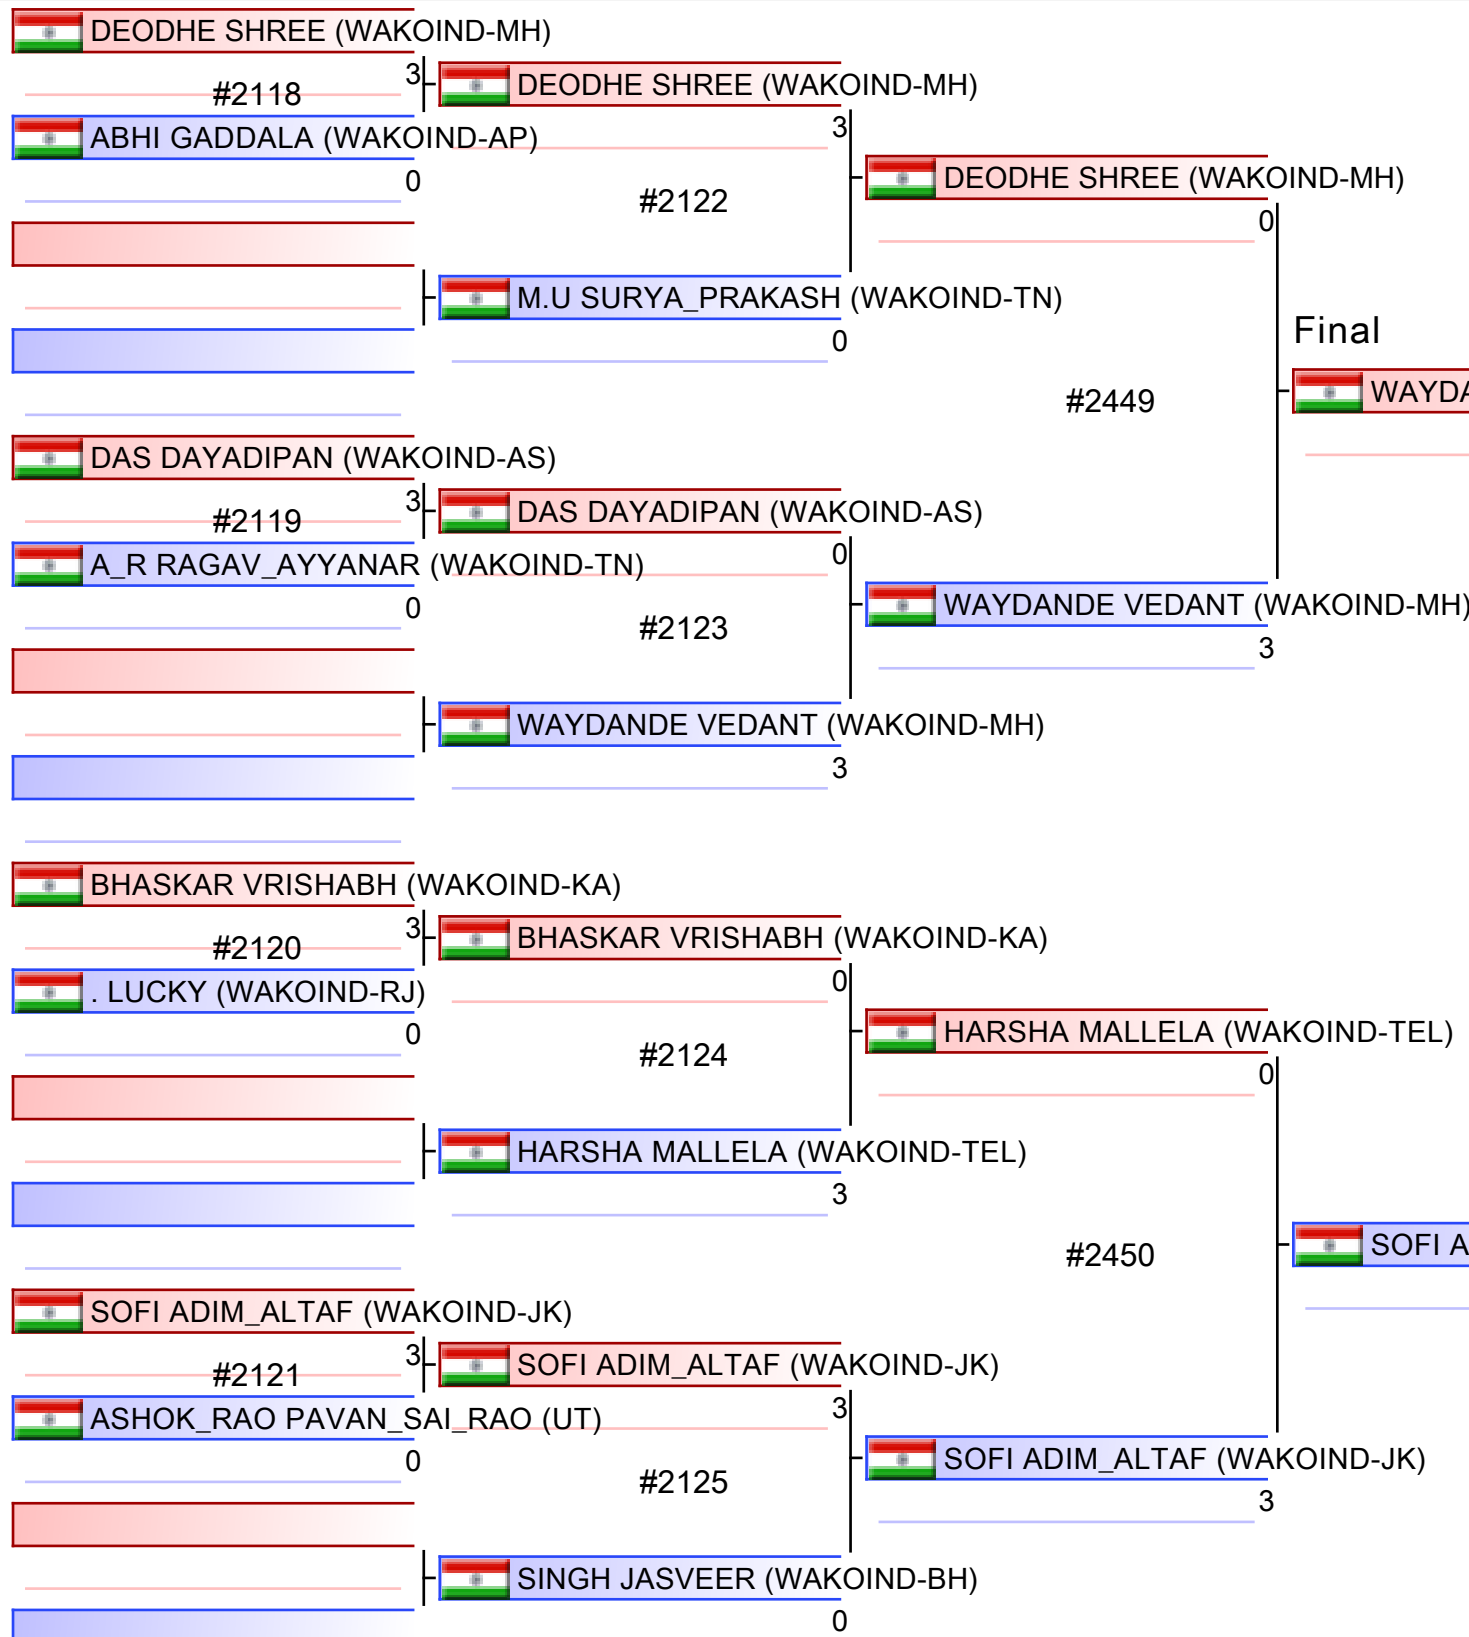 DEODHE SHREE (WAKOIND-MH)
3
#2118
ABHI GADDALA (WAKOIND-AP)
0
DEODHE SHREE (WAKOIND-MH)
3
#2122
M.U SURYA_PRAKASH (WAKOIND-TN)
0
DEODHE SHREE (WAKOIND-MH)
0
#2449
Final
WAYDA
DAS DAYADIPAN (WAKOIND-AS)
3
#2119
A_R RAGAV_AYYANAR (WAKOIND-TN)
0
DAS DAYADIPAN (WAKOIND-AS)
0
#2123
WAYDANDE VEDANT (WAKOIND-MH)
3
WAYDANDE VEDANT (WAKOIND-MH)
3
BHASKAR VRISHABH (WAKOIND-KA)
3
#2120
. LUCKY (WAKOIND-RJ)
0
BHASKAR VRISHABH (WAKOIND-KA)
0
#2124
HARSHA MALLELA (WAKOIND-TEL)
3
HARSHA MALLELA (WAKOIND-TEL)
0
#2450
SOFI A
SOFI ADIM_ALTAF (WAKOIND-JK)
3
#2121
ASHOK_RAO PAVAN_SAI_RAO (UT)
0
SOFI ADIM_ALTAF (WAKOIND-JK)
3
#2125
SINGH JASVEER (WAKOIND-BH)
0
SOFI ADIM_ALTAF (WAKOIND-JK)
3